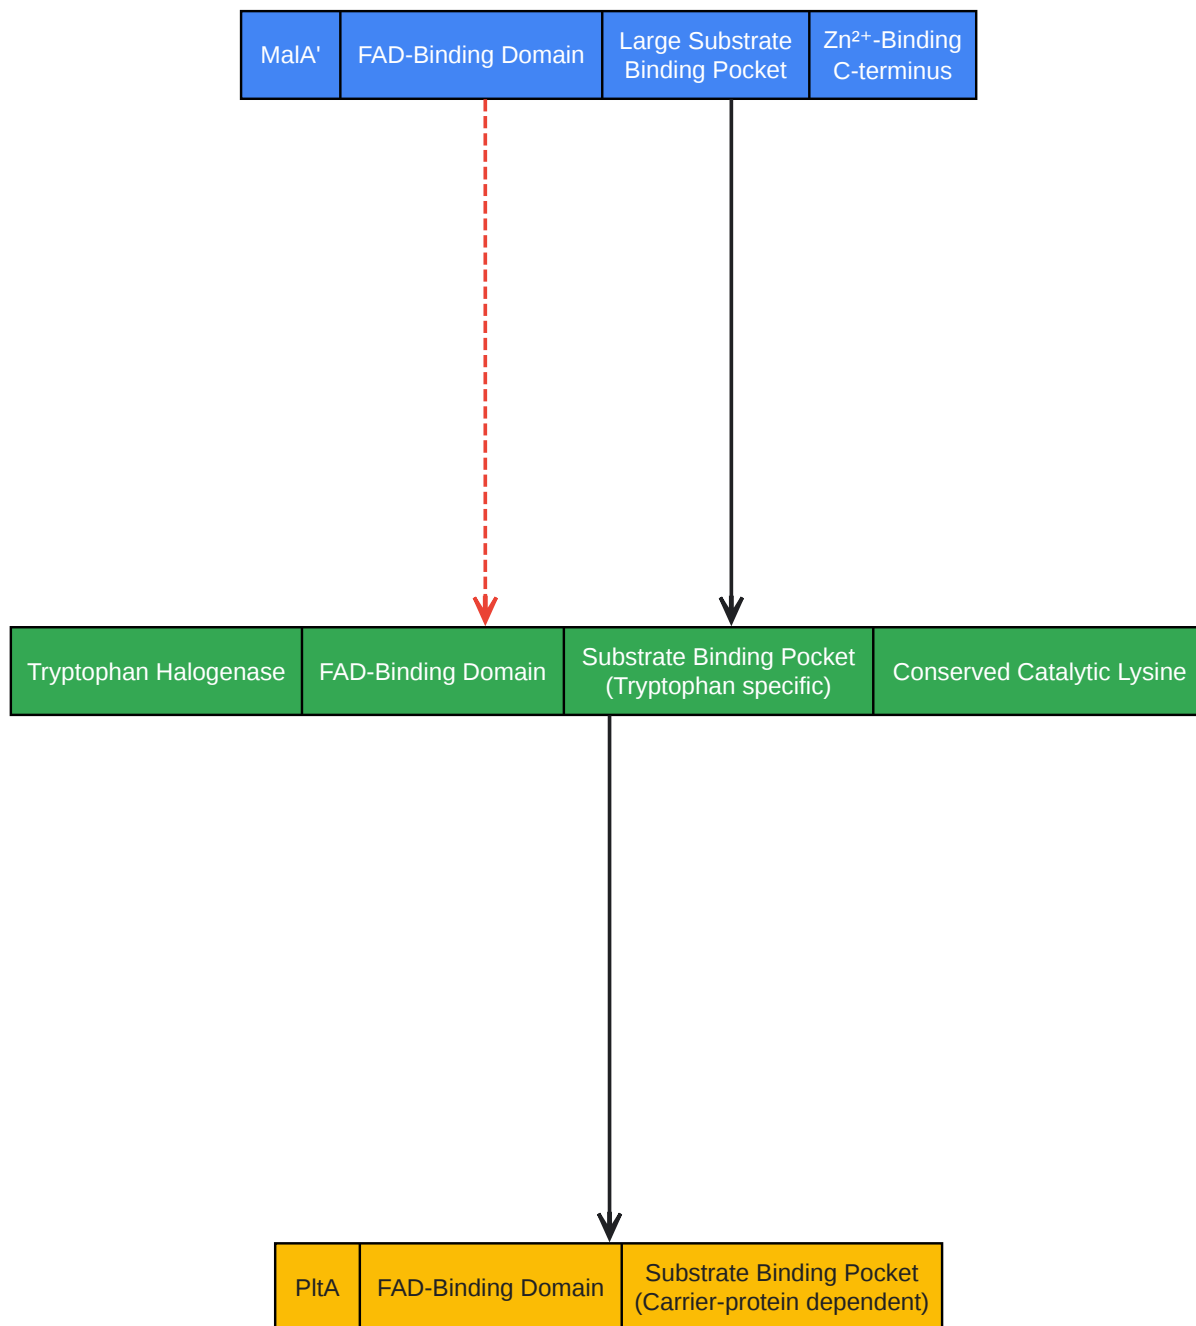 MalA'
FAD-Binding Domain
Large Substrate
Binding Pocket
Zn²⁺-Binding
C-terminus
Tryptophan Halogenase
FAD-Binding Domain
Substrate Binding Pocket
(Tryptophan specific)
Conserved Catalytic Lysine
PltA
FAD-Binding Domain
Substrate Binding Pocket
(Carrier-protein dependent)